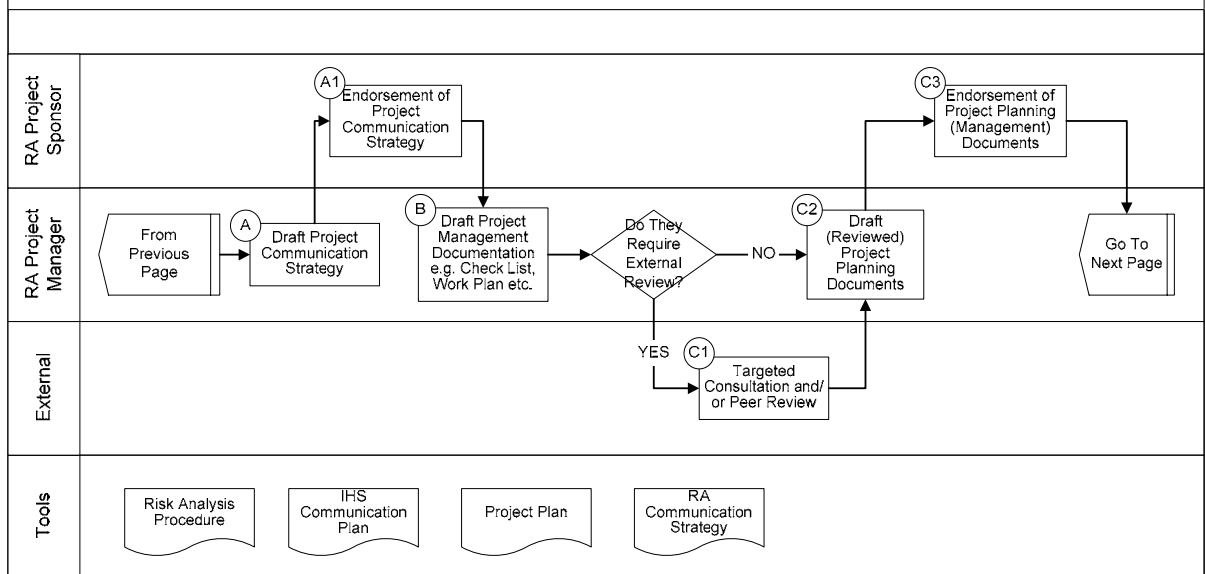 RA Project
Sponsor
A1
Endorsement of
Project
Communication
Strategy
C3
Endorsement of
Project Planning
(Management)
Documents
RA Project
Manager
From
Previous
Page
A
Draft Project
Communication
Strategy
B
Draft Project
Management
Documentation
e.g. Check List,
Work Plan etc.
Do They
Require
External
Review?
NO
C2
Draft
(Reviewed)
Project
Planning
Documents
Go To
Next Page
External
YES
C1
Targeted
Consultation and/
or Peer Review
Tools
Risk Analysis
Procedure
IHS
Communication
Plan
Project Plan
RA
Communication
Strategy